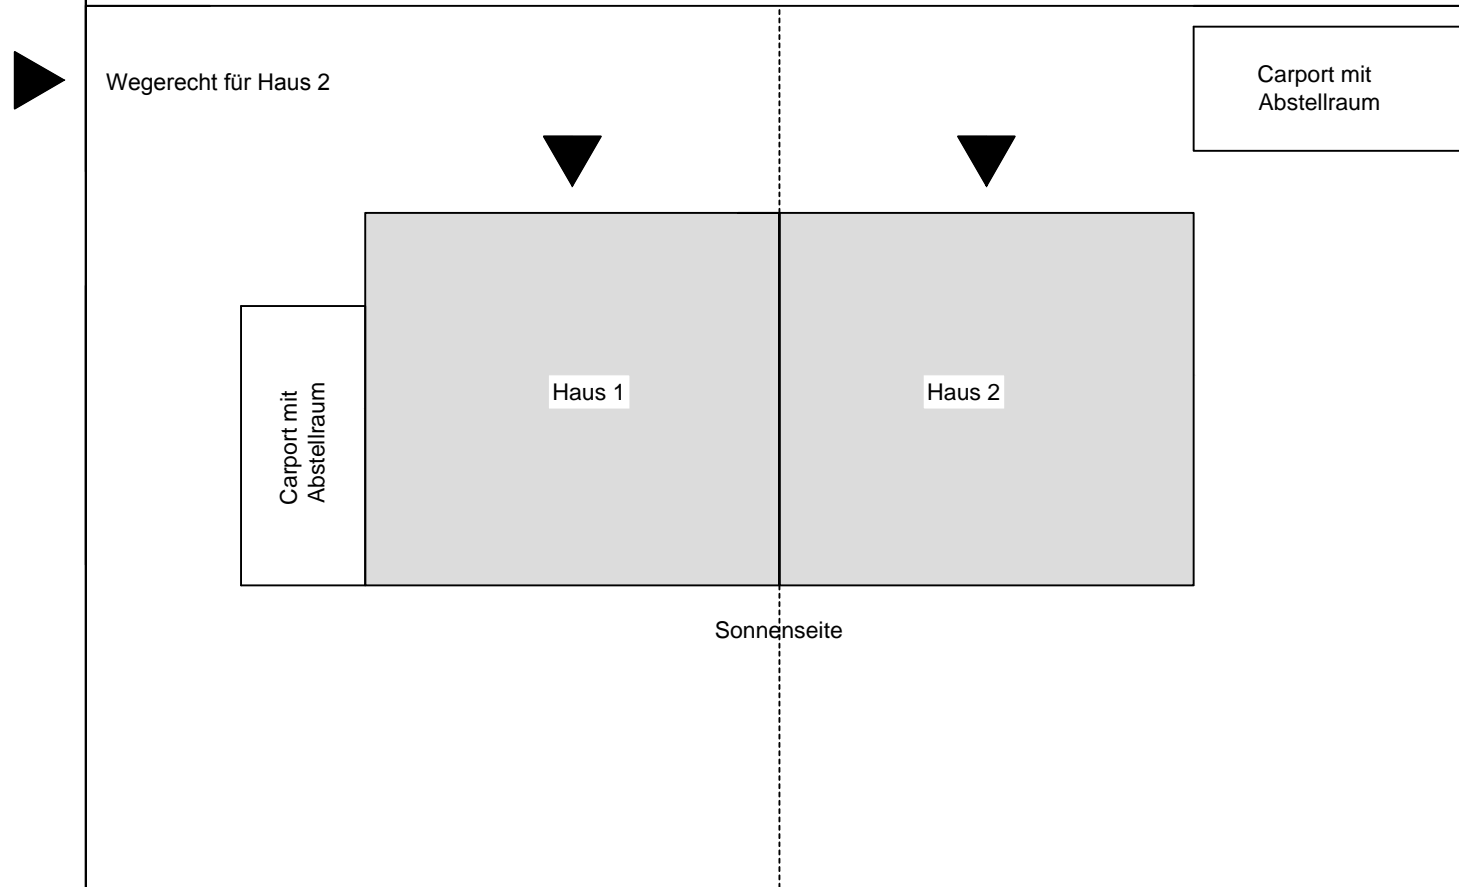 Wegerecht für Haus 2
Carport mit
Abstellraum
Haus 1
Haus 2
Carport mit
Abstellraum
Sonnenseite